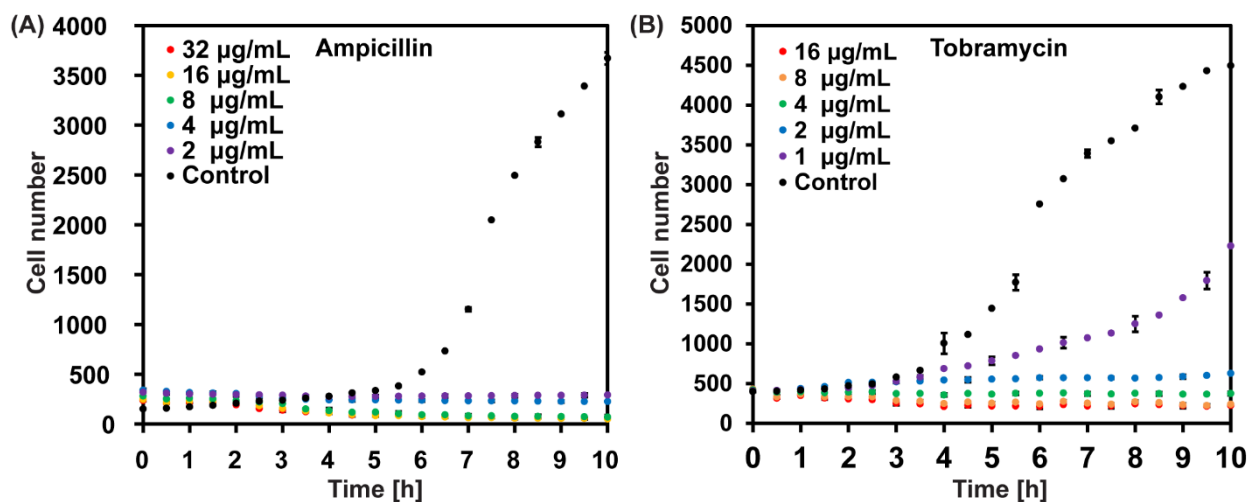 (A)
Ampicillin
32 µg/mL
16 µg/mL
8 µg/mL
4 µg/mL
2 µg/mL
Control
Cell number
4000
3500
3000
2500
2000
1500
1000
500
0
0 1 2 3 4 5 6 7 8 9 10
Time [h]
(B)
Tobramycin
16 µg/mL
8 µg/mL
4 µg/mL
2 µg/mL
1 µg/mL
Control
Cell number
5000
4500
4000
3500
3000
2500
2000
1500
1000
500
0
0 1 2 3 4 5 6 7 8 9 10
Time [h]